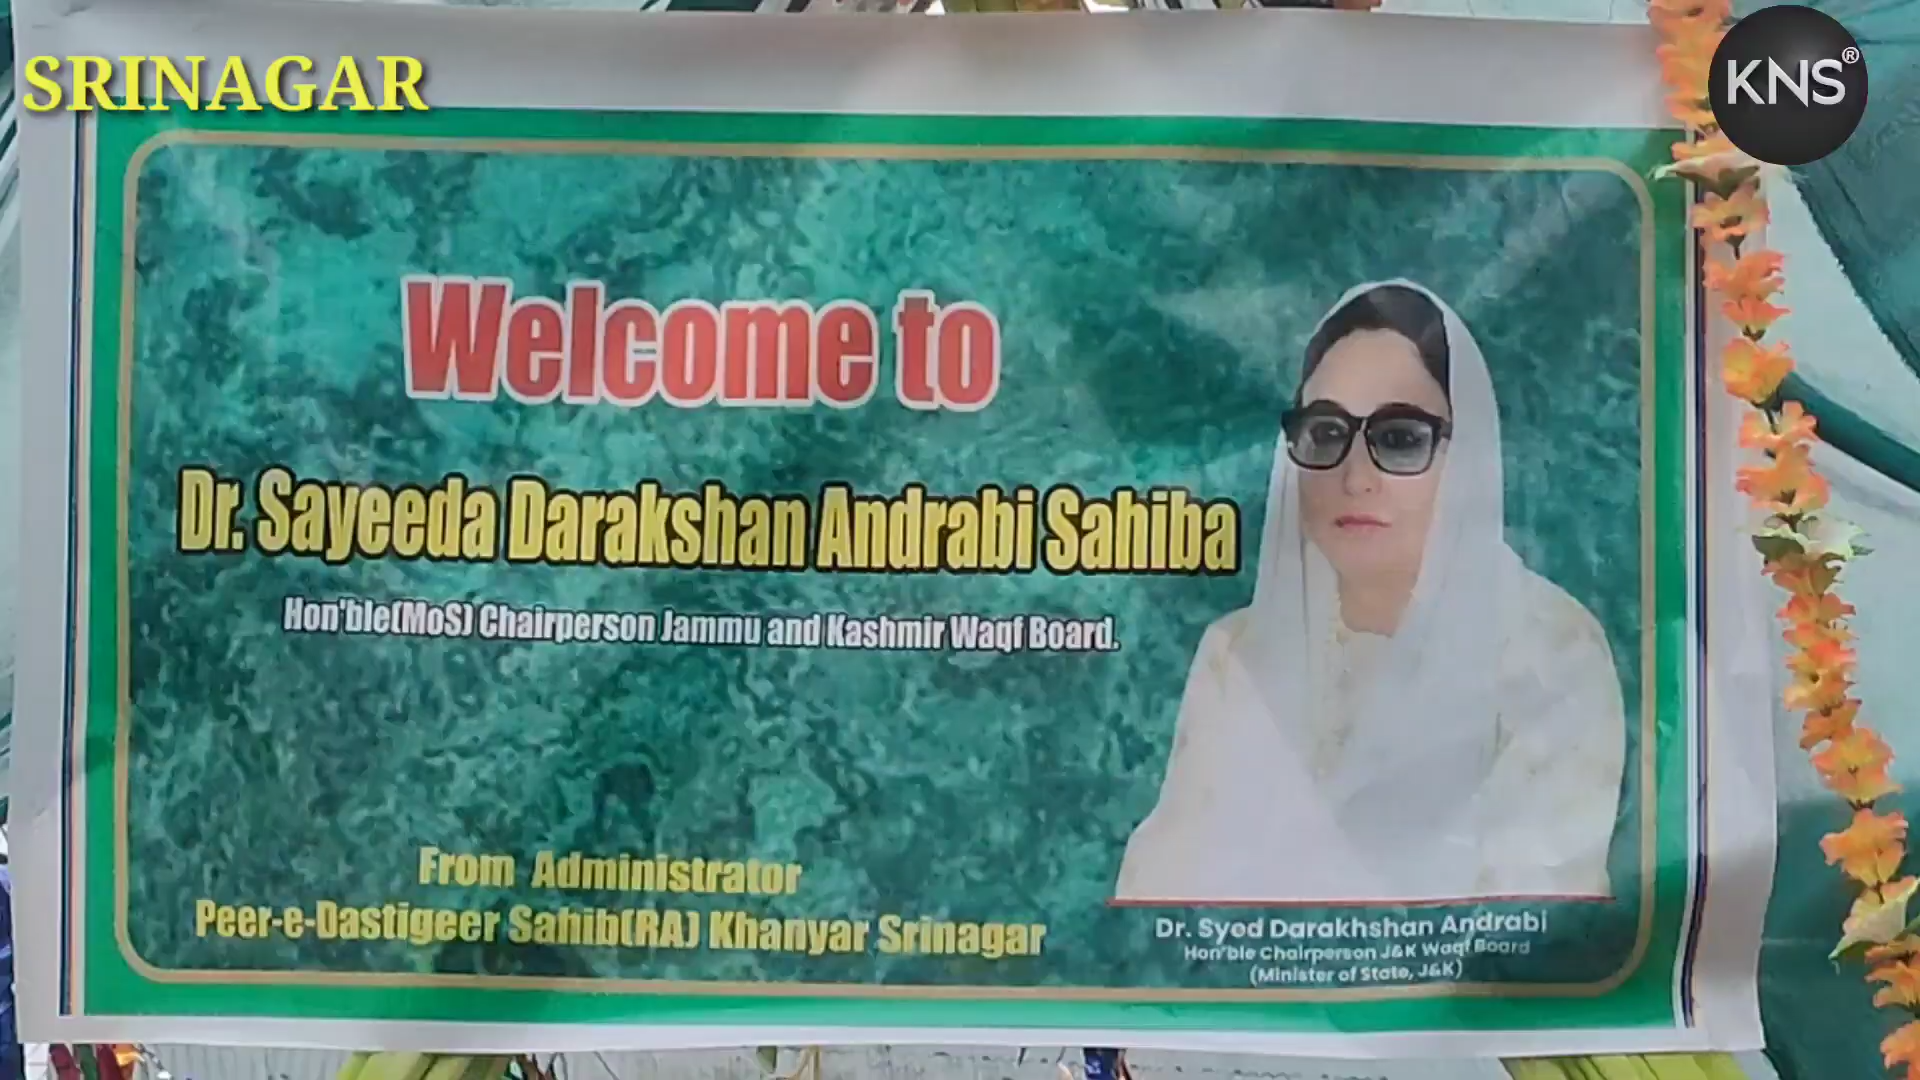 SRINAGAR
KNS®
Welcome to
Dr. Sayeeda Darakshan Andrabi Sahiba
Hon'ble(MoS) Chairperson Jammu and Kashmir Waqf Board.
From Administrator
Peer-e-Dastigeer Sahib(RA) Khanyar Srinagar
Dr. Syed Darakhshan Andrabi
Hon'ble Chairperson J&K Waqf Board
(Minister of State, J&K)